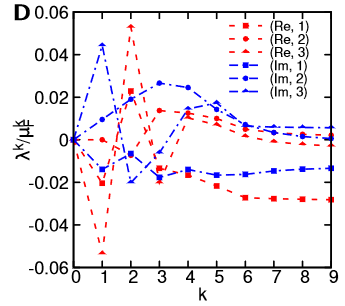 D
0.06
0.04
0.02
0
-0.02
-0.04
-0.06
λᵏ/μ
0 1 2 3 4 5 6 7 8 9
k
(Re, 1)
(Re, 2)
(Re, 3)
(Im, 1)
(Im, 2)
(Im, 3)